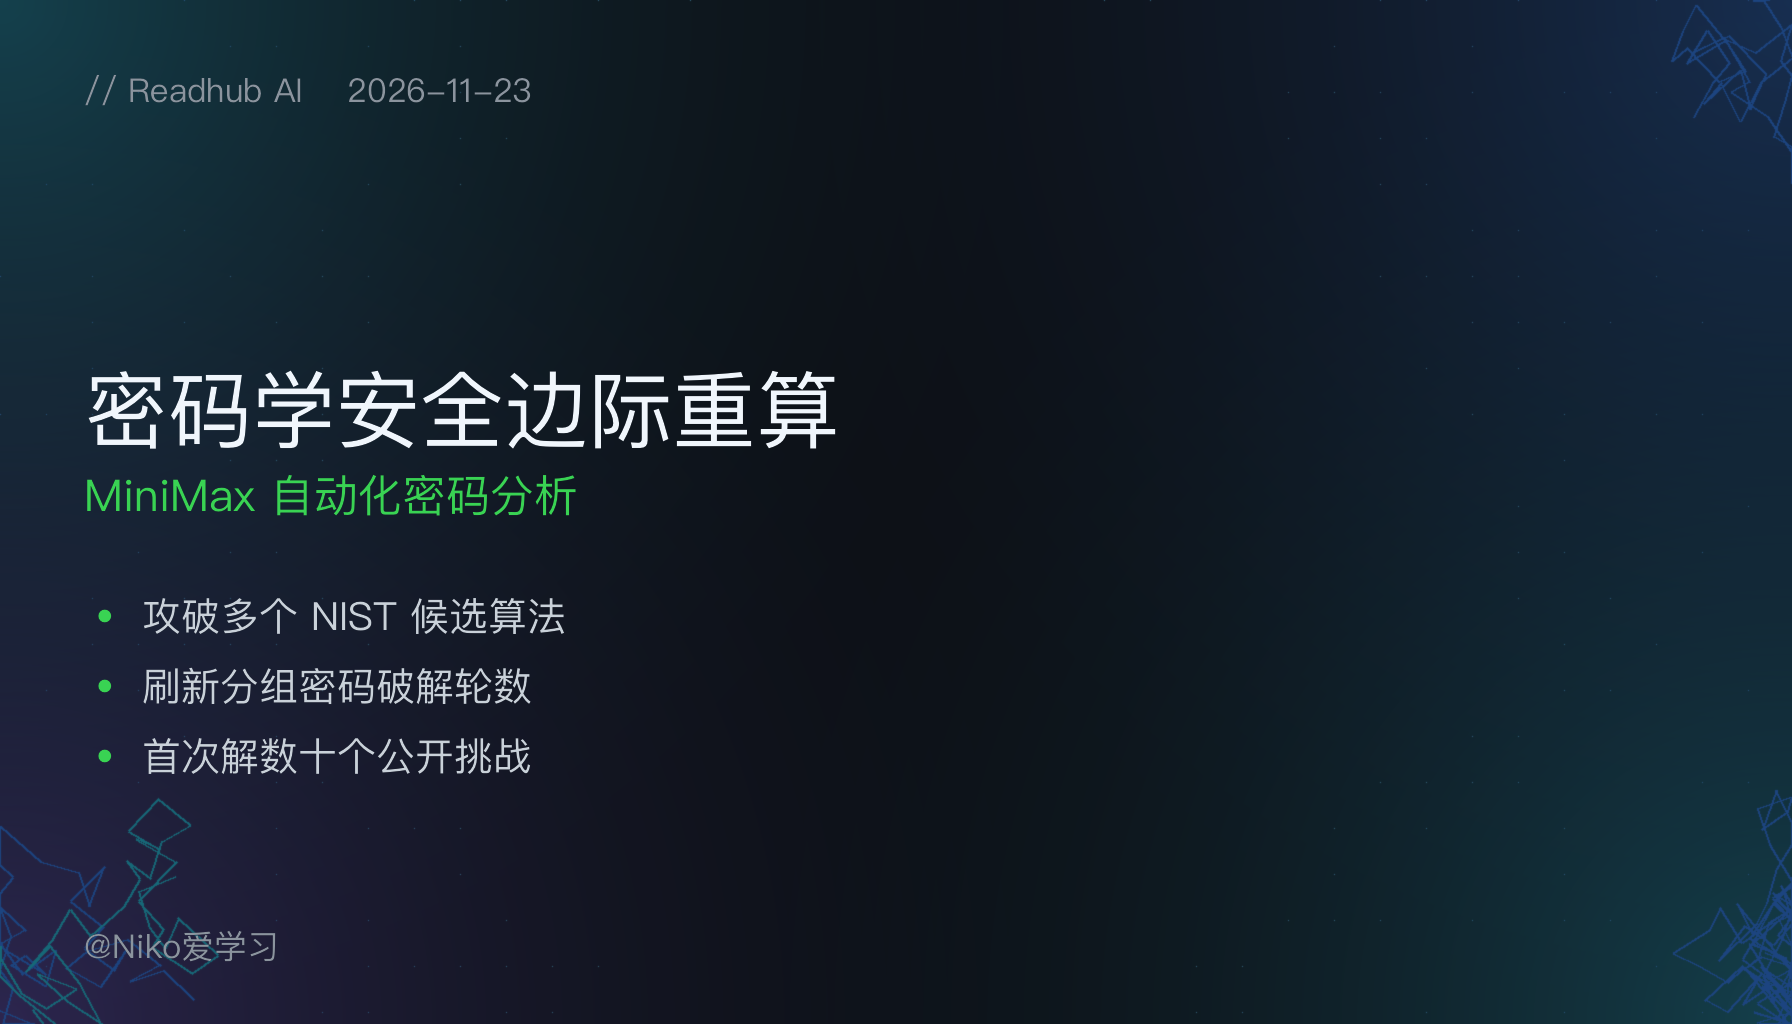 // Readhub AI 2026-11-23
密码学安全边际重算
MiniMax 自动化密码分析
• 攻破多个 NIST 候选算法
• 刷新分组密码破解轮数
• 首次解数十个公开挑战
@Niko爱学习